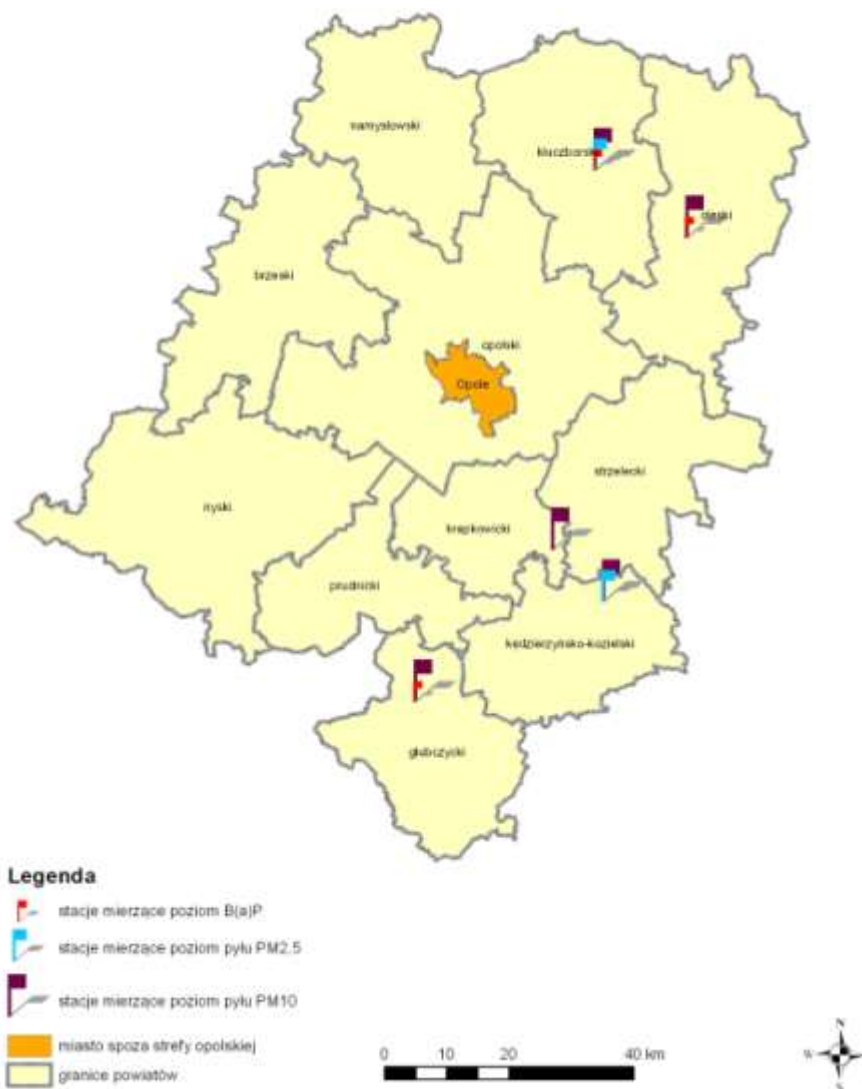 namysłowski
kluczborski
oleski
brzeski
opolski
Opole
strzelecki
nyski
krapkowicki
prudnicki
kędzierzyńsko-kozielski
głubczycki
Legenda
stacje mierzące poziom B(a)P
stacje mierzące poziom pyłu PM2,5
stacje mierzące poziom pyłu PM10
miasto spoza strefy opolskiej
granice powiatów
0 10 20 40 km
N
W E
S